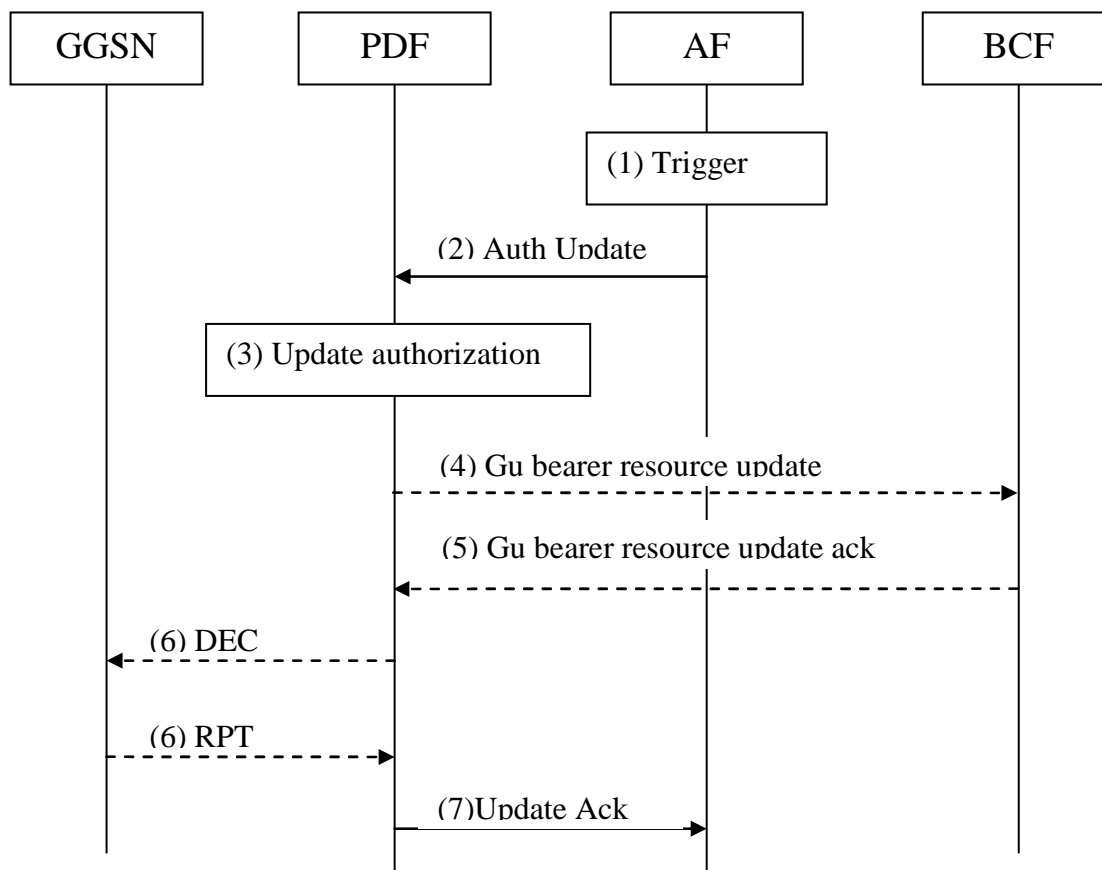 GGSN
PDF
AF
BCF
(1) Trigger
(2) Auth Update
(3) Update authorization
(4) Gu bearer resource update
(5) Gu bearer resource update ack
(6) DEC
(6) RPT
(7)Update Ack